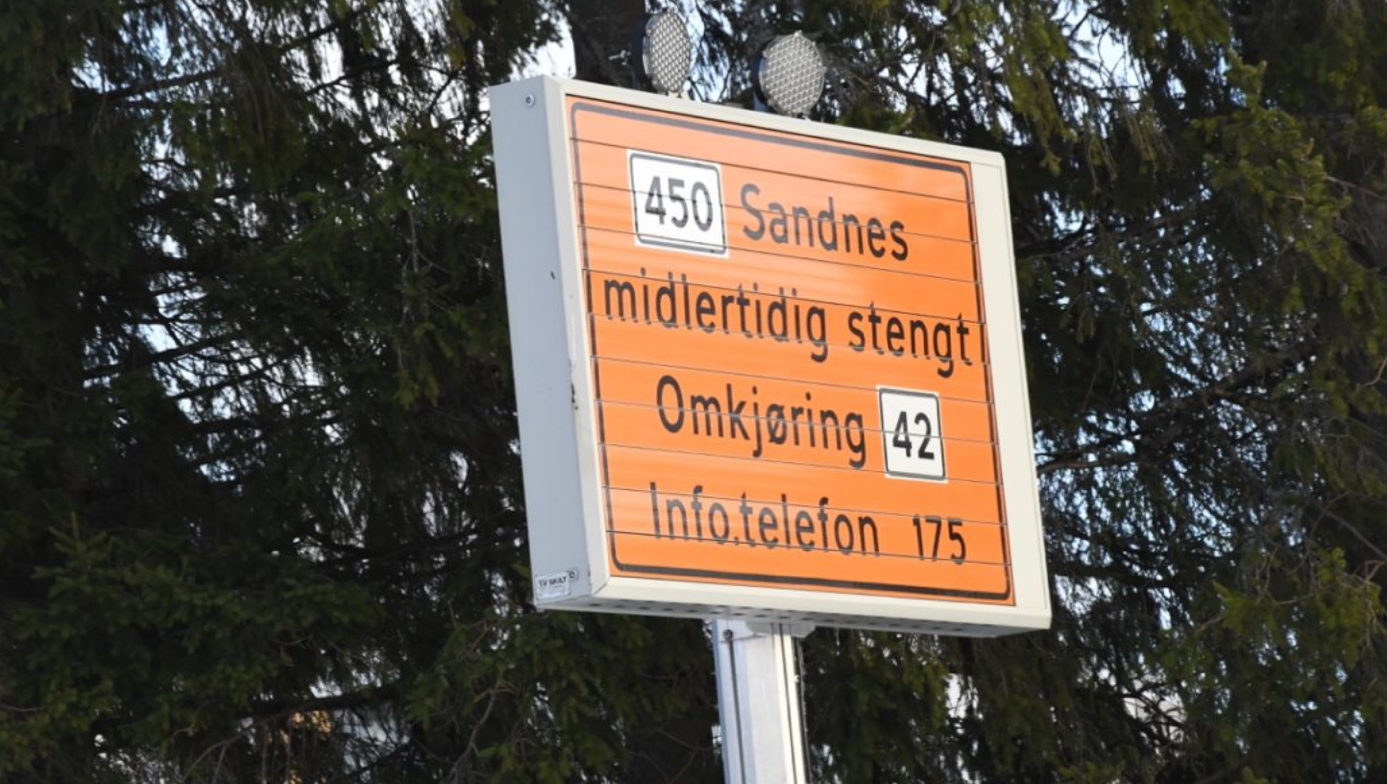 450 Sandnes
midlertidig stengt
Omkjøring 42
Info.telefon 175